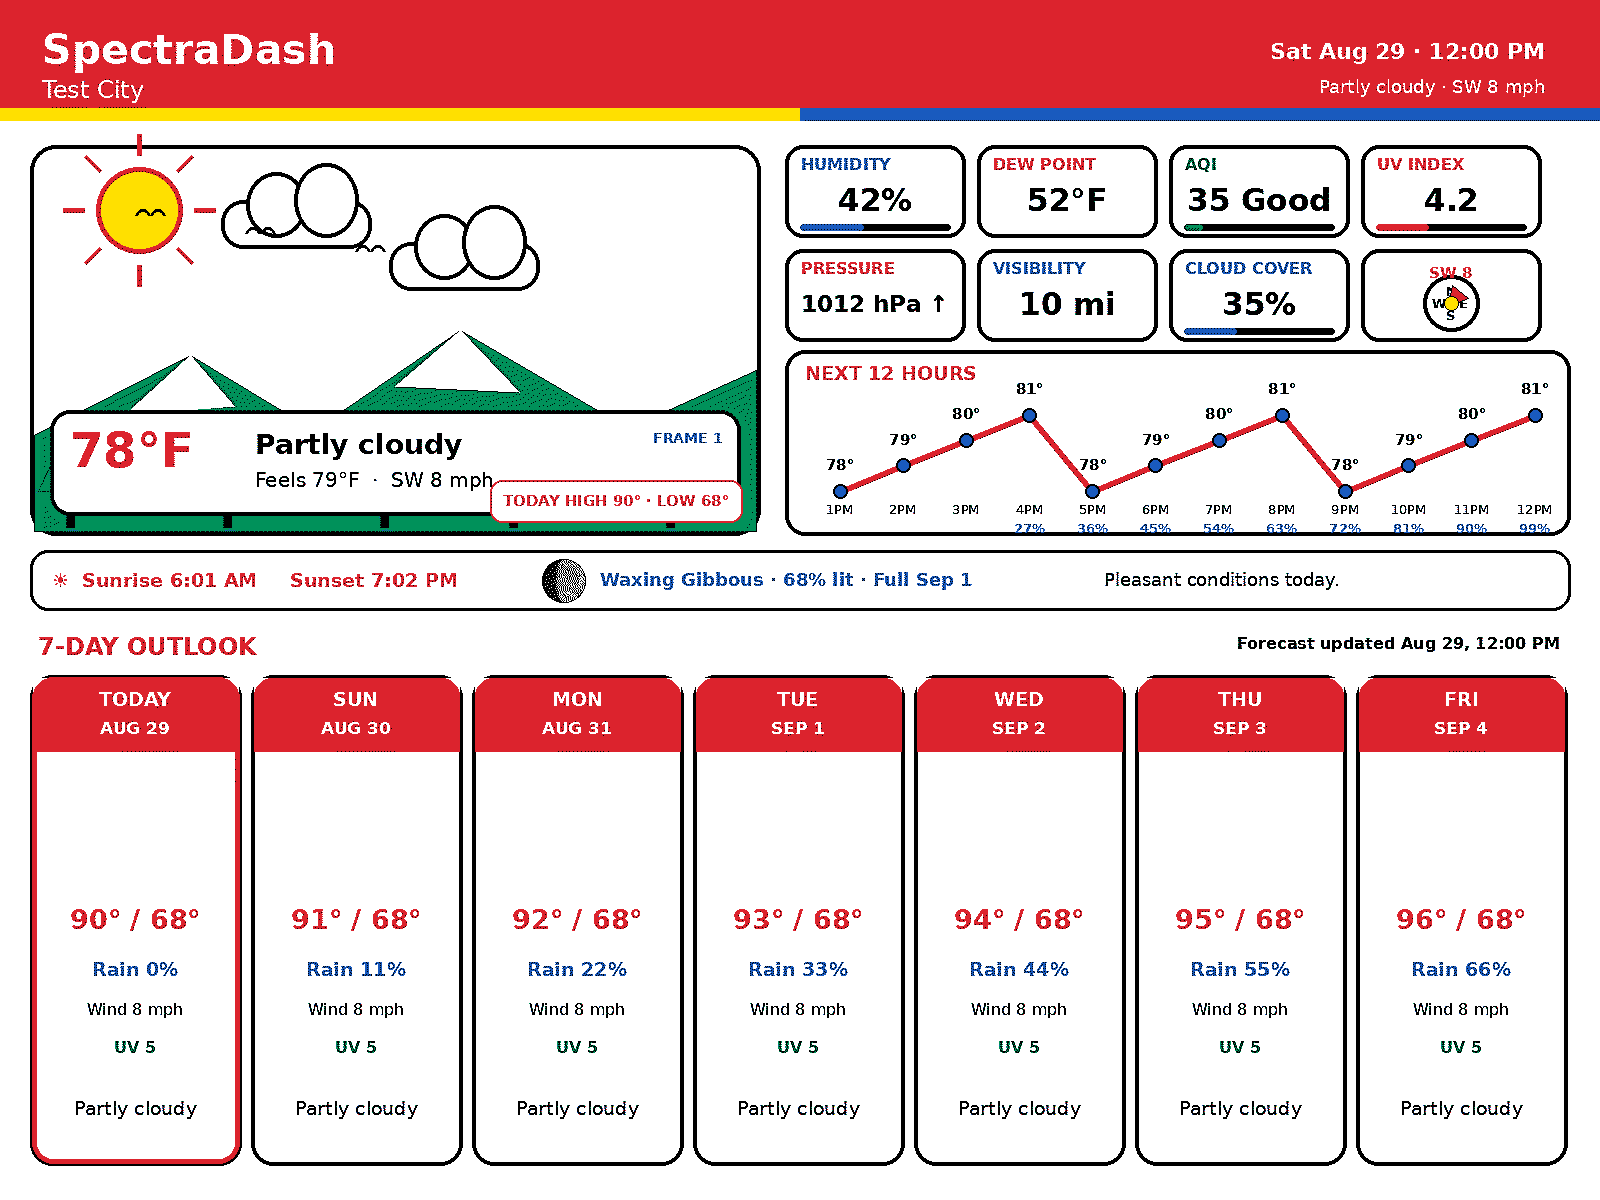 SpectraDash
Test City
Sat Aug 29 · 12:00 PM
Partly cloudy · SW 8 mph
HUMIDITY
42%
DEW POINT
52°F
AQI
35 Good
UV INDEX
4.2
PRESSURE
1012 hPa ↑
VISIBILITY
10 mi
CLOUD COVER
35%
SW 8
N
W E
S
78°F
Partly cloudy
Feels 79°F · SW 8 mph
FRAME 1
TODAY HIGH 90° · LOW 68°
NEXT 12 HOURS
78° 79° 80° 81° 78° 79° 80° 81° 78° 79° 80° 81°
1PM 2PM 3PM 4PM 5PM 6PM 7PM 8PM 9PM 10PM 11PM 12PM
27% 36% 45% 54% 63% 72% 81% 90% 99%
☀ Sunrise 6:01 AM Sunset 7:02 PM
Waxing Gibbous · 68% lit · Full Sep 1
Pleasant conditions today.
7-DAY OUTLOOK
Forecast updated Aug 29, 12:00 PM
TODAY
AUG 29
90° / 68°
Rain 0%
Wind 8 mph
UV 5
Partly cloudy
SUN
AUG 30
91° / 68°
Rain 11%
Wind 8 mph
UV 5
Partly cloudy
MON
AUG 31
92° / 68°
Rain 22%
Wind 8 mph
UV 5
Partly cloudy
TUE
SEP 1
93° / 68°
Rain 33%
Wind 8 mph
UV 5
Partly cloudy
WED
SEP 2
94° / 68°
Rain 44%
Wind 8 mph
UV 5
Partly cloudy
THU
SEP 3
95° / 68°
Rain 55%
Wind 8 mph
UV 5
Partly cloudy
FRI
SEP 4
96° / 68°
Rain 66%
Wind 8 mph
UV 5
Partly cloudy